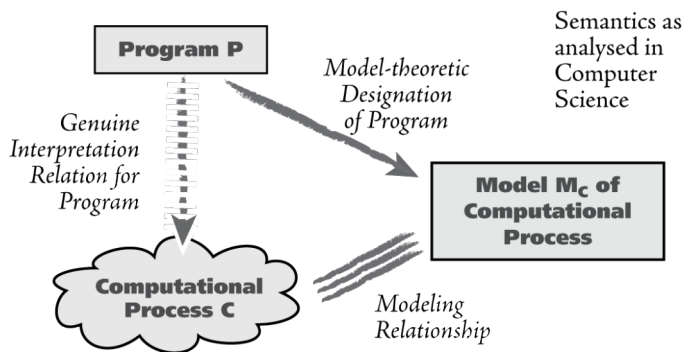 Semantics as
analysed in
Computer
Science
Program P
Model-theoretic
Designation
of Program
Genuine
Interpretation
Relation for
Program
Model M_C of
Computational
Process
Computational
Process C
Modeling
Relationship